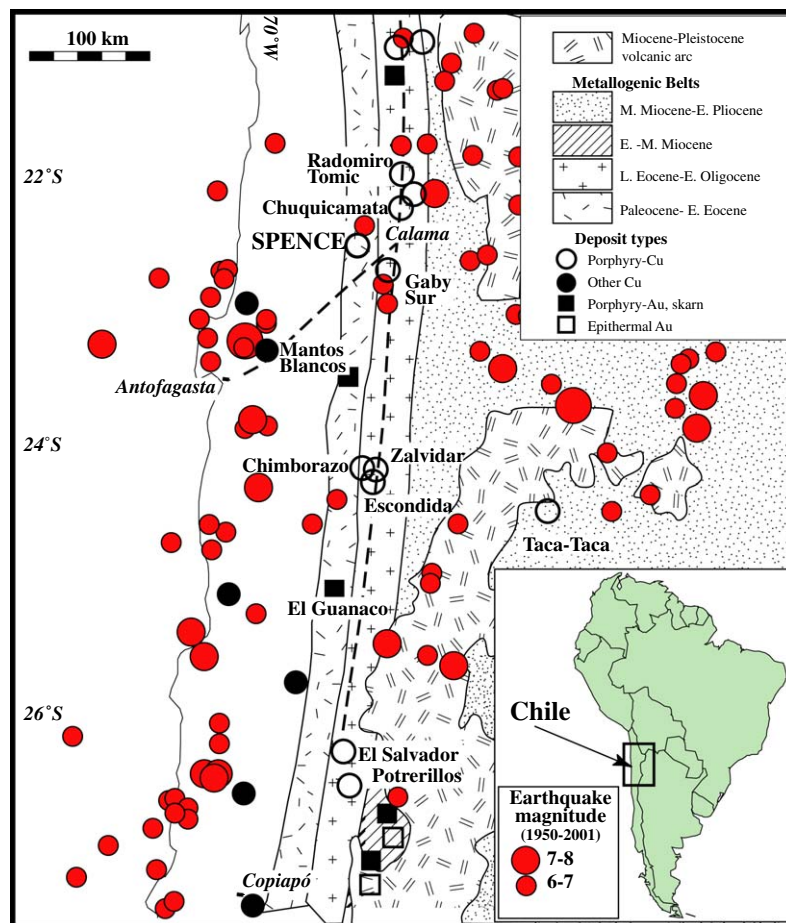 100 km
70°W
22°S
24°S
26°S
Radomiro
Tomic
Chuquicamata
Calama
SPENCE
Gaby
Sur
Mantos
Blancos
Antofagasta
Chimborazo
Zalvidar
Escondida
Taca-Taca
El Guanaco
El Salvador
Potrerillos
Copiapó
Miocene-Pleistocene
volcanic arc
Metallogenic Belts
M. Miocene-E. Pliocene
E. -M. Miocene
L. Eocene-E. Oligocene
Paleocene- E. Eocene
Deposit types
Porphyry-Cu
Other Cu
Porphyry-Au, skarn
Epithermal Au
Chile
Earthquake
magnitude
(1950-2001)
7-8
6-7